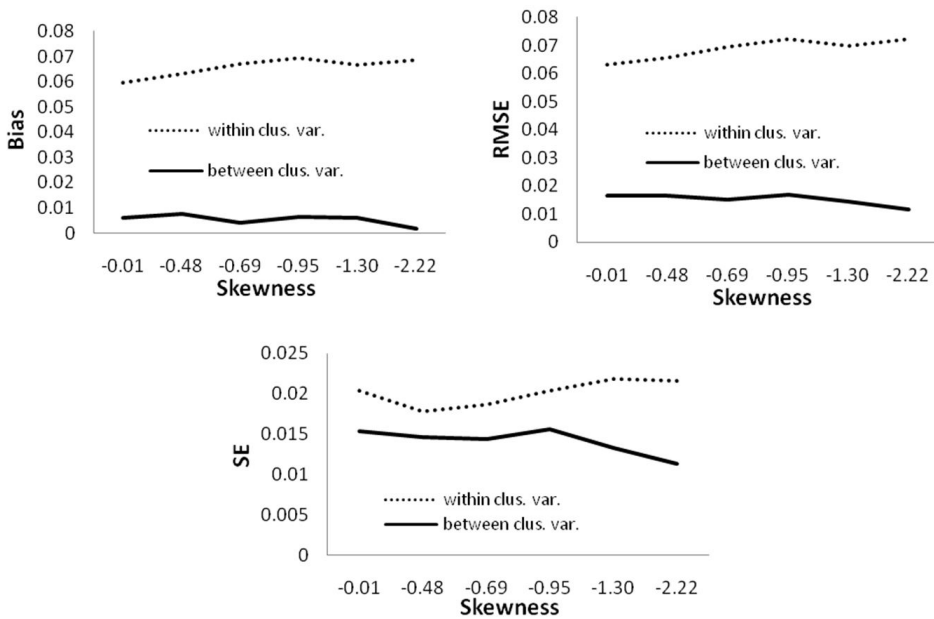 0.08
0.07
0.06
0.05
0.04
0.03
0.02
0.01
0
Bias
within clus. var.
between clus. var.
-0.01 -0.48 -0.69 -0.95 -1.30 -2.22
Skewness
0.08
0.07
0.06
0.05
0.04
0.03
0.02
0.01
0
RMSE
within clus. var.
between clus. var.
-0.01 -0.48 -0.69 -0.95 -1.30 -2.22
Skewness
0.025
0.02
0.015
0.01
0.005
0
SE
within clus. var.
between clus. var.
-0.01 -0.48 -0.69 -0.95 -1.30 -2.22
Skewness